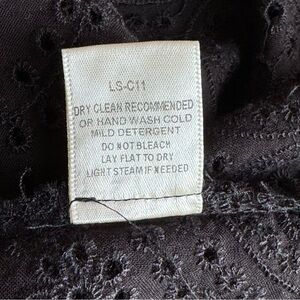 LS-C11
DRY CLEAN RECOMMENDED
OR HAND WASH COLD
MILD DETERGENT
DO NOT BLEACH
LAY FLAT TO DRY
LIGHT STEAM IF NEEDED